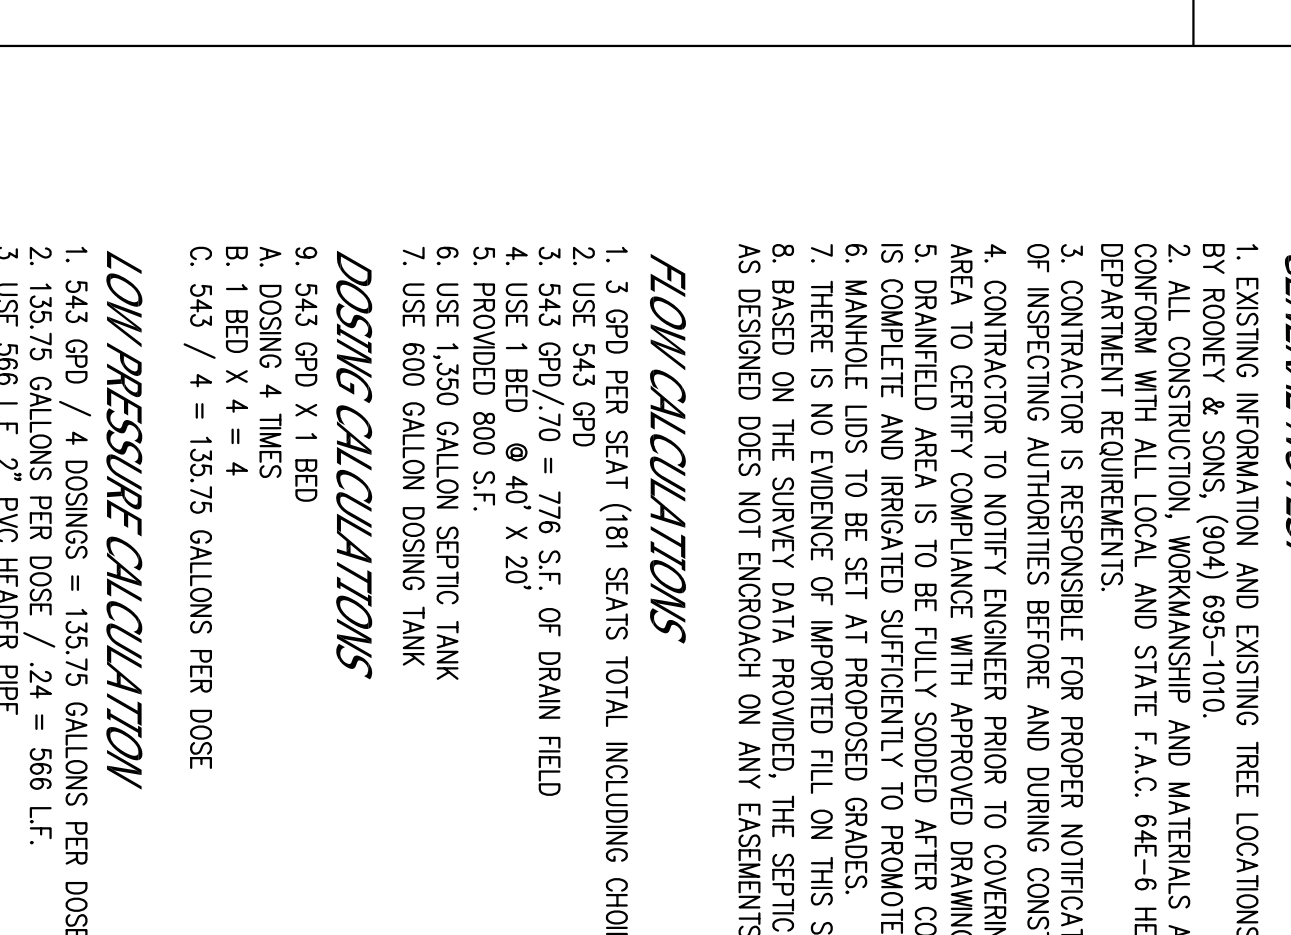 1. EXISTING INFORMATION AND EXISTING TREE LOCATIONS
BY ROONEY & SONS, (904) 695-1010.
2. ALL CONSTRUCTION, WORKMANSHIP AND MATERIALS
CONFORM WITH ALL LOCAL AND STATE F.A.C. 64E-6
DEPARTMENT REQUIREMENTS.
3. CONTRACTOR IS RESPONSIBLE FOR PROPER
OF INSPECTING AUTHORITIES BEFORE AND DURING
4. CONTRACTOR TO NOTIFY ENGINEER PRIOR TO
AREA TO CERTIFY COMPLIANCE WITH APPROVED
5. DRAINFIELD AREA IS TO BE FULLY SODDED AFTER
IS COMPLETE AND IRRIGATED SUFFICIENTLY TO PROMOTE
6. MANHOLE LIDS TO BE SET AT PROPOSED GRADES.
7. THERE IS NO EVIDENCE OF IMPORTED FILL ON THIS
8. BASED ON THE SURVEY DATA PROVIDED, THE SEPTIC
AS DESIGNED DOES NOT ENCROACH ON ANY EASEMENTS
FLOW CALCULATIONS
1. 3 GPD PER SEAT (181 SEATS TOTAL INCLUDING
2. USE 543 GPD
3. 543 GPD/.70 = 776 S.F. OF DRAIN FIELD
4. USE 1 BED @ 40' X 20'
5. PROVIDED 800 S.F.
6. USE 1,350 GALLON SEPTIC TANK
7. USE 600 GALLON DOSING TANK
DOSING CALCULATIONS
9. 543 GPD X 1 BED
A. DOSING 4 TIMES
B. 1 BED X 4 = 4
C. 543 / 4 = 135.75 GALLONS PER DOSE
LOW PRESSURE CALCULATION
1. 543 GPD / 4 DOSINGS = 135.75 GALLONS PER DOSE
2. 135.75 GALLONS PER DOSE / .24 = 566 L.F.
3 USE 566 L.F. 2" PVC HEADER PIPE